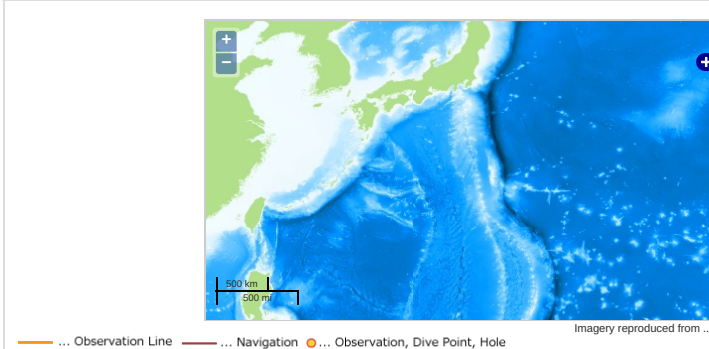 +
−
+
500 km
500 mi
Imagery reproduced from ..
... Observation Line ... Navigation ... Observation, Dive Point, Hole